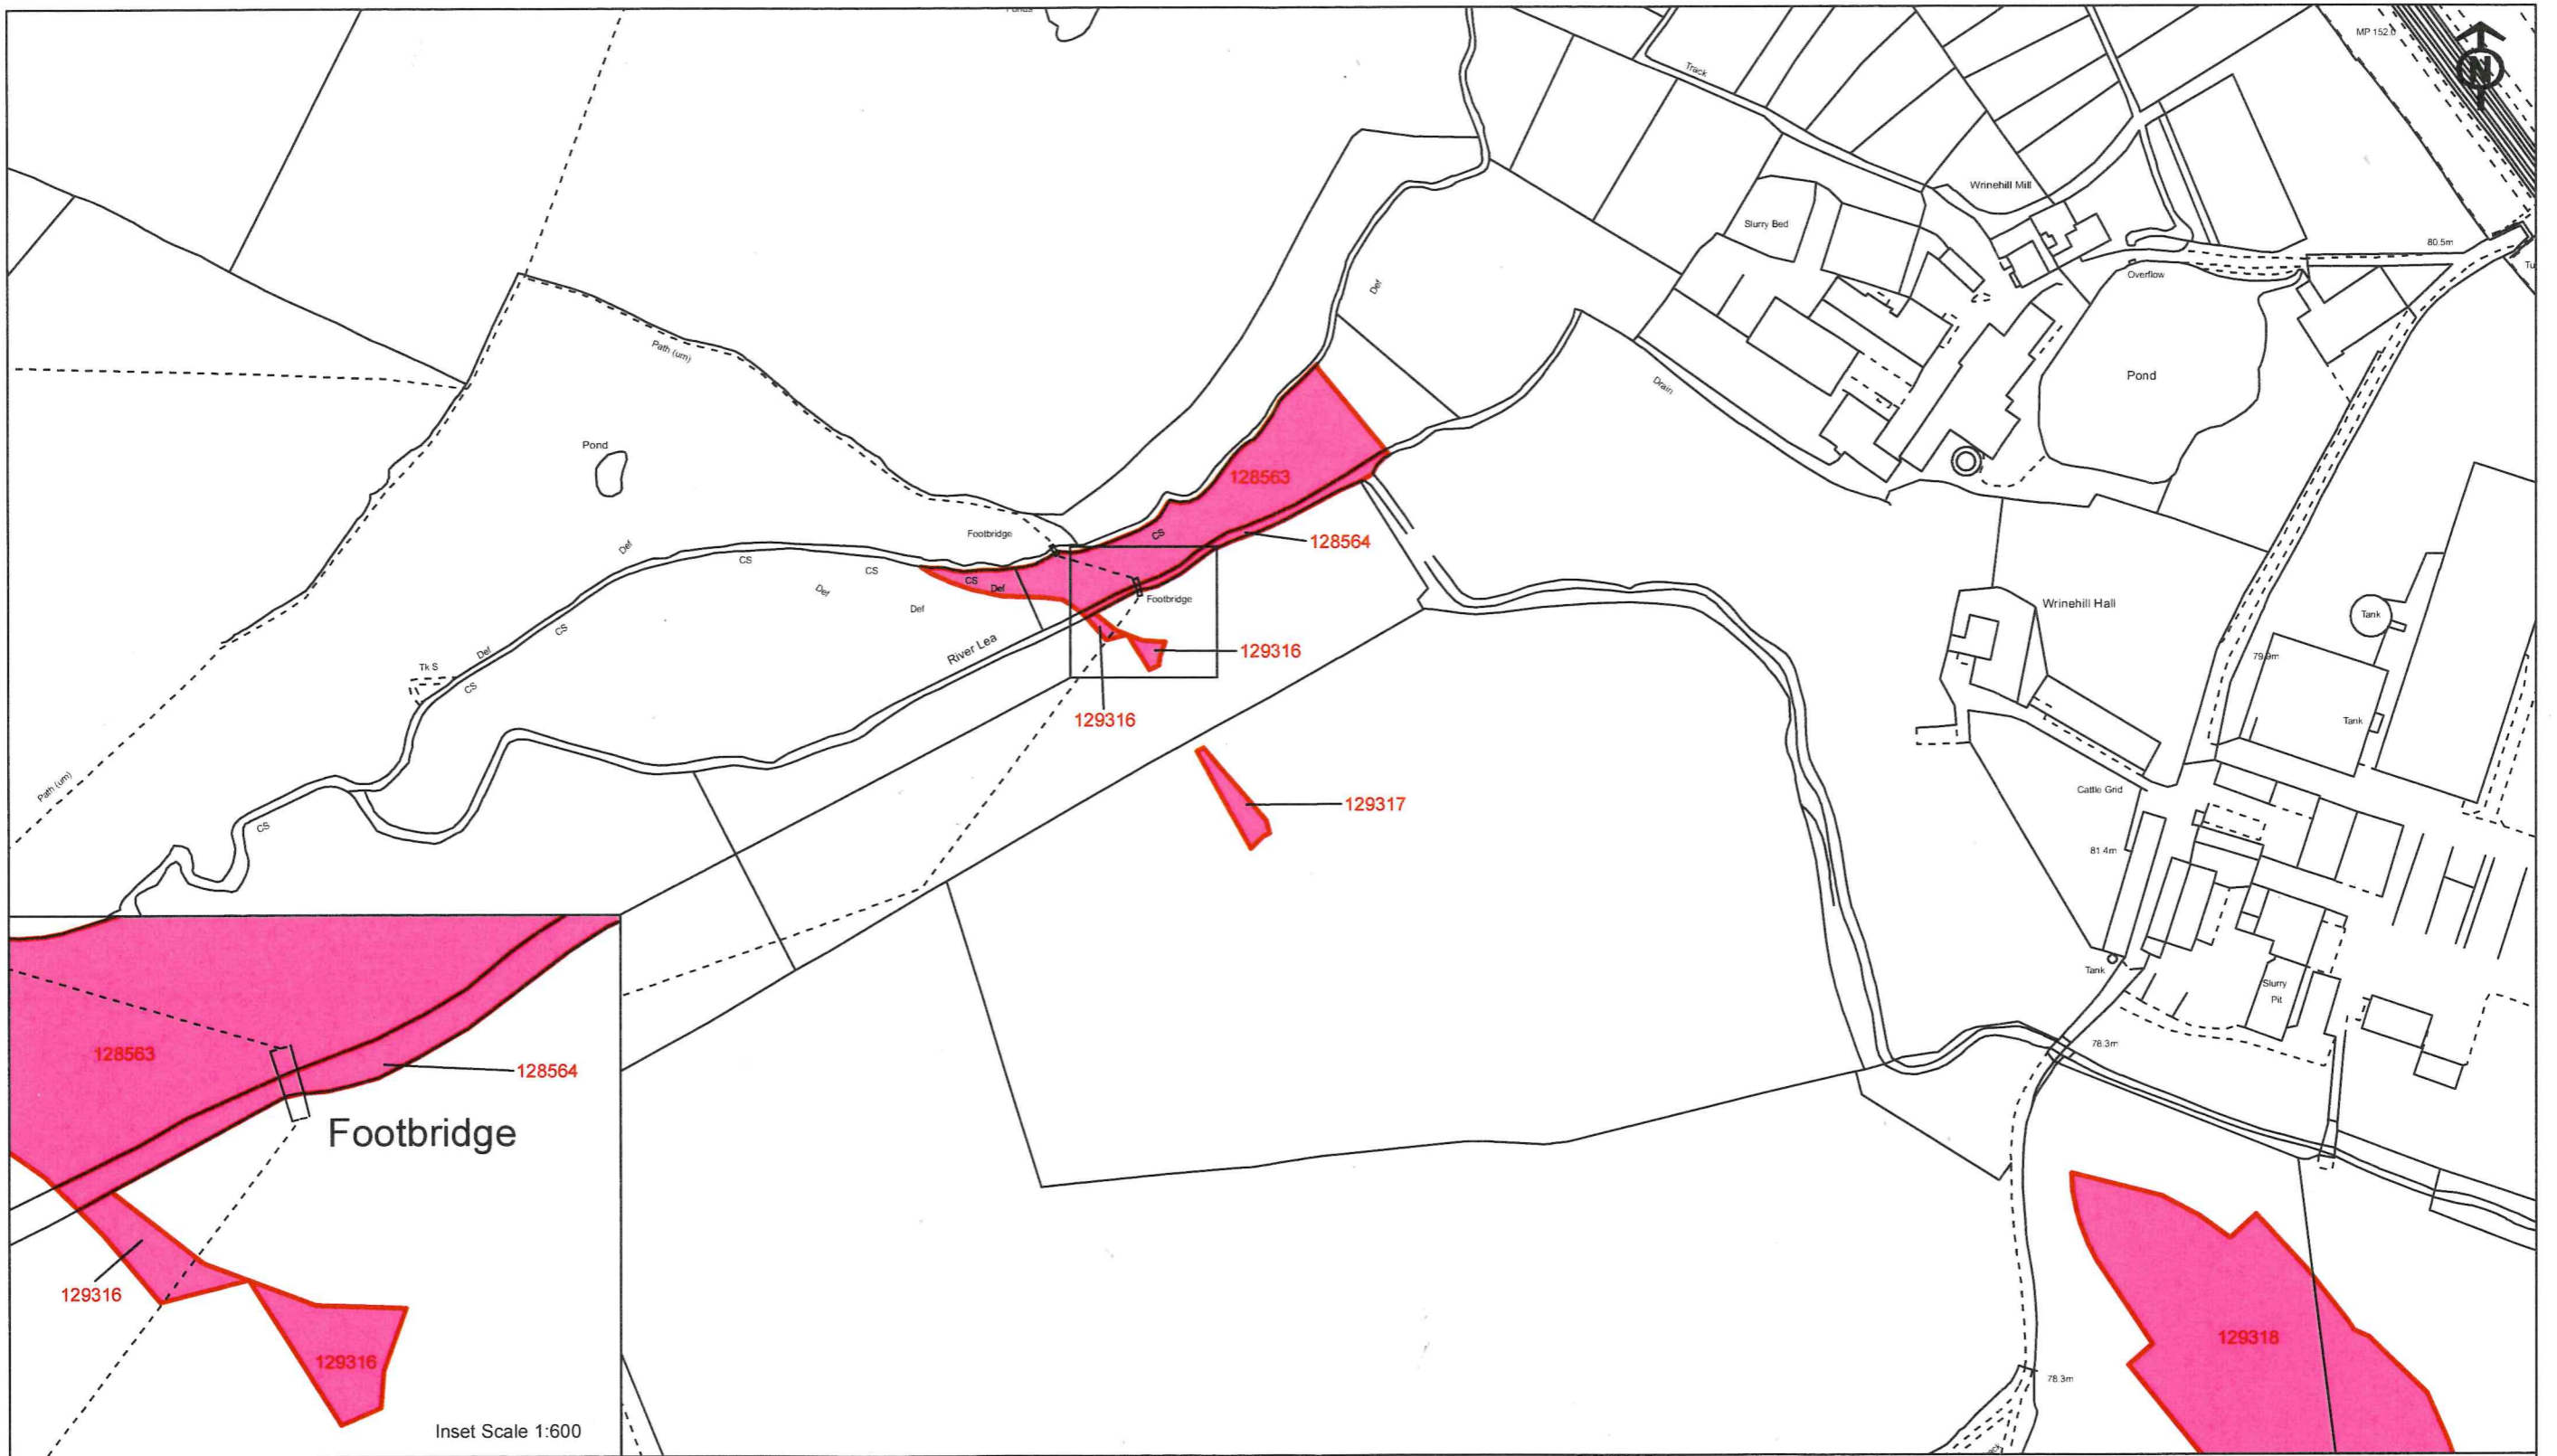 MP 152.0
N
Track
Wrinehill Mill
Slurry Bed
80.5m
Overflow
Def
Path (um)
Drain
Pond
Pond
128563
Def
Footbridge
CS
128564
CS
CS
CS
Def
Def
Def
Footbridge
Wrinehill Hall
Tank
CS
River Lea
129316
79.9m
Tk S
Def
CS
129316
Tank
Path (um)
129317
Cattle Grid
CS
81.4m
Tank
Slurry
Pit
78.3m
128563
128564
Footbridge
129316
129316
129318
78.3m
Inset Scale 1:600